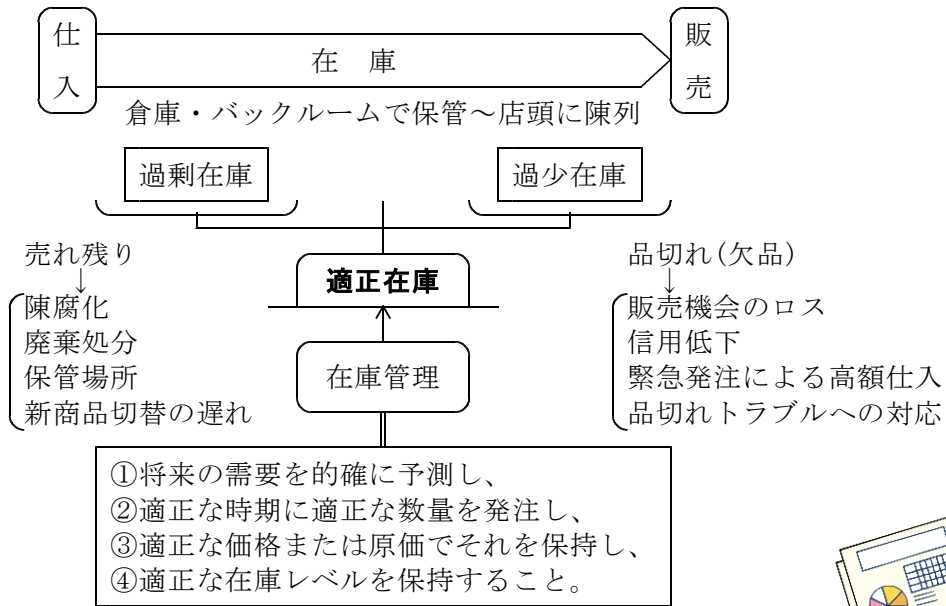 仕入
在　庫
販売
倉庫・バックルームで保管～店頭に陳列
過剰在庫
過少在庫
売れ残り
↓
陳腐化
廃棄処分
保管場所
新商品切替の遅れ
適正在庫
在庫管理
品切れ(欠品)
↓
販売機会のロス
信用低下
緊急発注による高額仕入
品切れトラブルへの対応
①将来の需要を的確に予測し、
②適正な時期に適正な数量を発注し、
③適正な価格または原価でそれを保持し、
④適正な在庫レベルを保持すること。